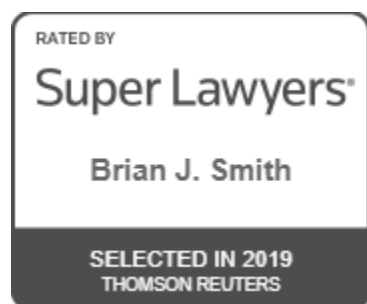 RATED BY
Super Lawyers®
Brian J. Smith
SELECTED IN 2019
THOMSON REUTERS